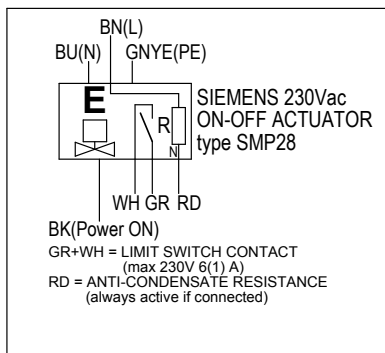 BN(L)
BU(N) GNYE(PE)
E
R
N
SIEMENS 230Vac
ON-OFF ACTUATOR
type SMP28
WH GR RD
BK(Power ON)
GR+WH = LIMIT SWITCH CONTACT
(max 230V 6(1) A)
RD = ANTI-CONDENSATE RESISTANCE
(always active if connected)